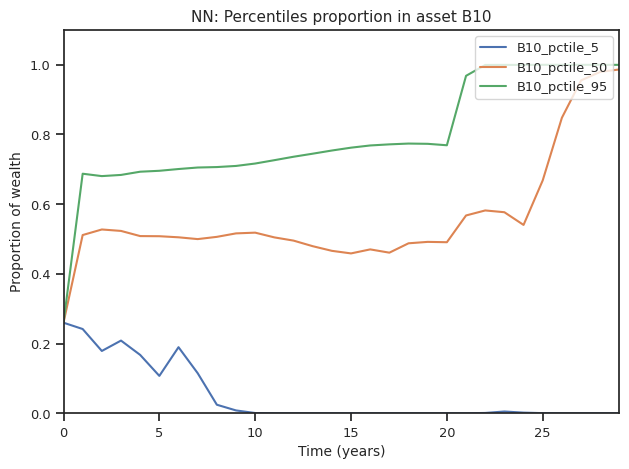 NN: Percentiles proportion in asset B10
B10_pctile_5
B10_pctile_50
B10_pctile_95
Proportion of wealth
1.0
0.8
0.6
0.4
0.2
0.0
0 5 10 15 20 25
Time (years)